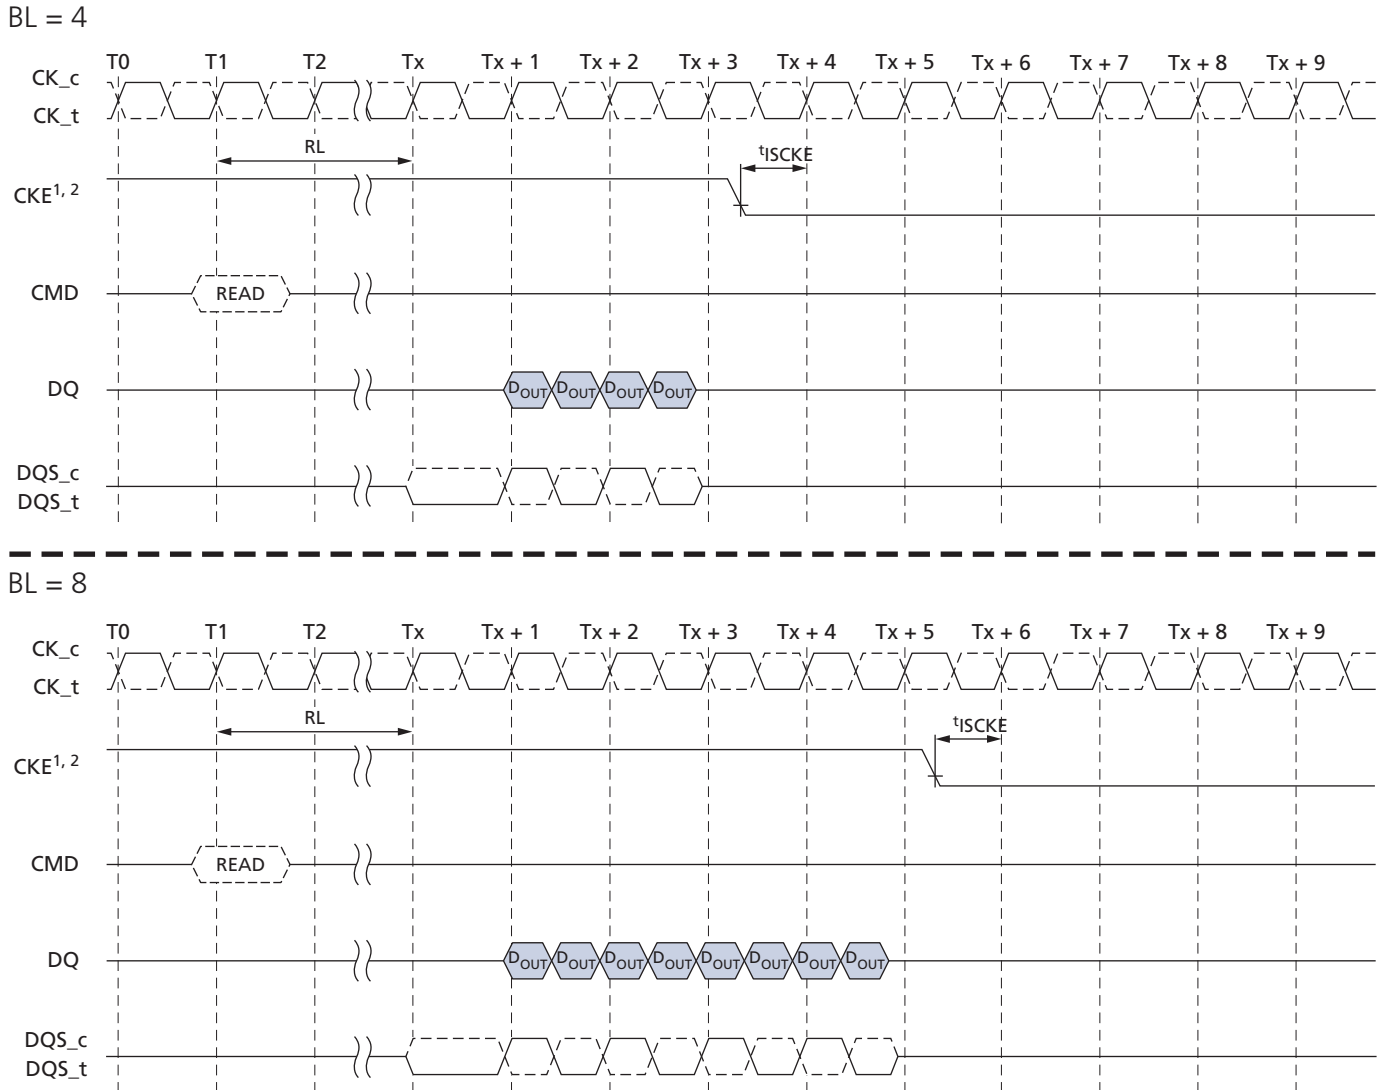 BL = 4
T0 T1 T2 Tx Tx + 1 Tx + 2 Tx + 3 Tx + 4 Tx + 5 Tx + 6 Tx + 7 Tx + 8 Tx + 9
CK_c
CK_t
RL
tISCKE
CKE1, 2
CMD READ
DQ DOUT DOUT DOUT DOUT
DQS_c
DQS_t
BL = 8
T0 T1 T2 Tx Tx + 1 Tx + 2 Tx + 3 Tx + 4 Tx + 5 Tx + 6 Tx + 7 Tx + 8 Tx + 9
CK_c
CK_t
RL
tISCKE
CKE1, 2
CMD READ
DQ DOUT DOUT DOUT DOUT DOUT DOUT DOUT DOUT
DQS_c
DQS_t